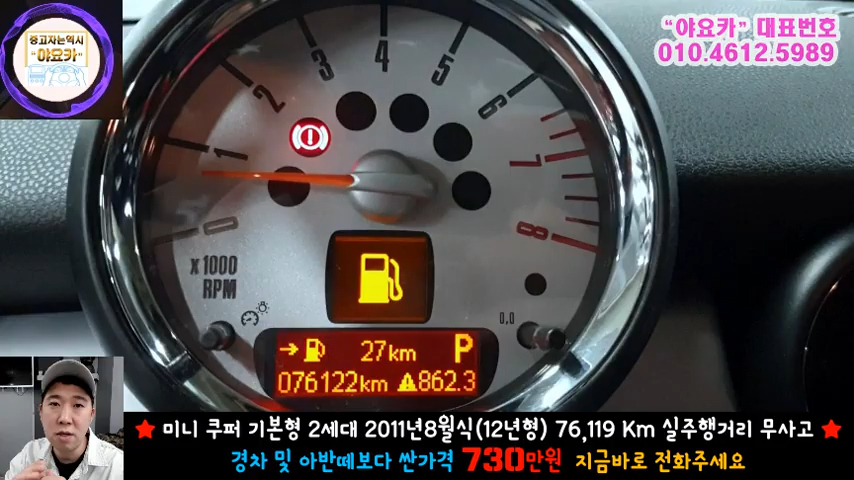 중고차는역시
"야요카"
"야요카" 대표번호
010.4612.5989
0
1
2
3
4
5
6
7
8
x 1000
RPM
0,0
27km P
076122km 862.3
미니 쿠퍼 기본형 2세대 2011년8월식(12년형) 76,119 Km 실주행거리 무사고
경차 및 아반떼보다 싼가격 730만원 지금바로 전화주세요